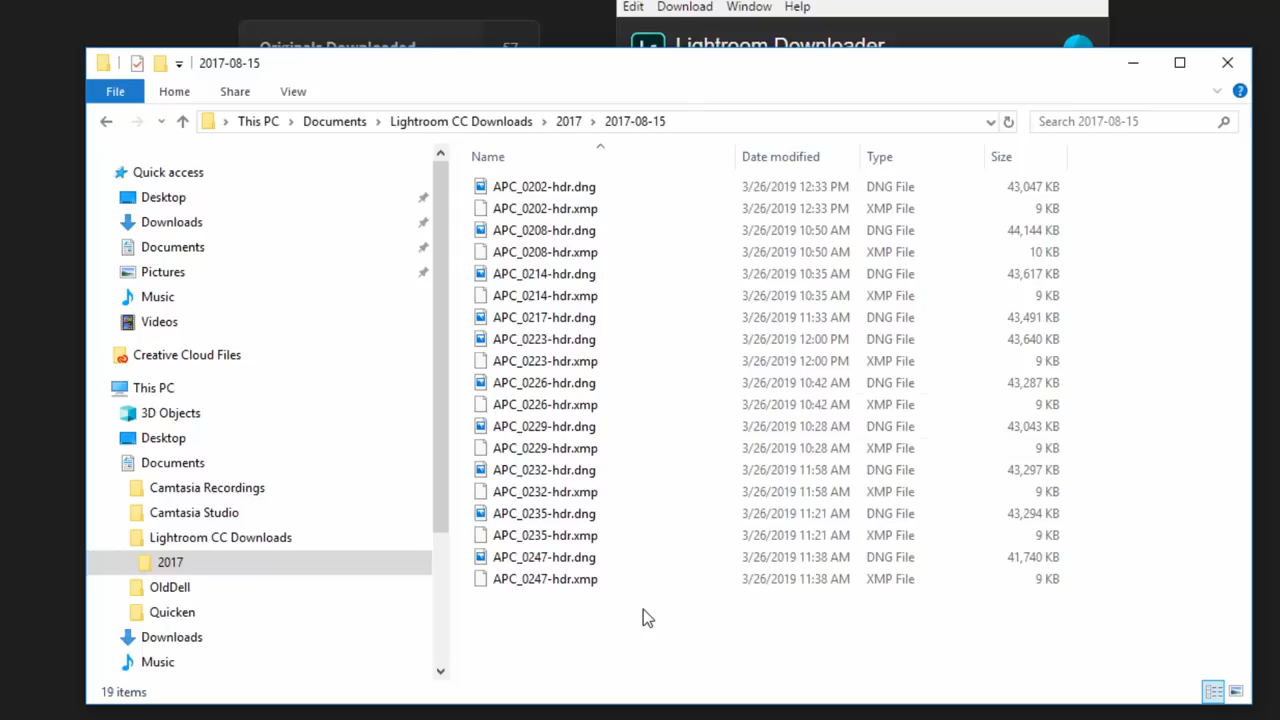 Edit Download Window Help
Originals Downloaded 57
Lr Lightroom Downloader
2017-08-15
File Home Share View
This PC Documents Lightroom CC Downloads 2017 2017-08-15 Search 2017-08-15
Name Date modified Type Size
Quick access
Desktop
Downloads
Documents
Pictures
Music
Videos
Creative Cloud Files
This PC
3D Objects
Desktop
Documents
Camtasia Recordings
Camtasia Studio
Lightroom CC Downloads
2017
OldDell
Quicken
Downloads
Music
APC_0202-hdr.dng 3/26/2019 12:33 PM DNG File 43,047 KB
APC_0202-hdr.xmp 3/26/2019 12:33 PM XMP File 9 KB
APC_0208-hdr.dng 3/26/2019 10:50 AM DNG File 44,144 KB
APC_0208-hdr.xmp 3/26/2019 10:50 AM XMP File 10 KB
APC_0214-hdr.dng 3/26/2019 10:35 AM DNG File 43,617 KB
APC_0214-hdr.xmp 3/26/2019 10:35 AM XMP File 9 KB
APC_0217-hdr.dng 3/26/2019 11:33 AM DNG File 43,491 KB
APC_0223-hdr.dng 3/26/2019 12:00 PM DNG File 43,640 KB
APC_0223-hdr.xmp 3/26/2019 12:00 PM XMP File 9 KB
APC_0226-hdr.dng 3/26/2019 10:42 AM DNG File 43,287 KB
APC_0226-hdr.xmp 3/26/2019 10:42 AM XMP File 9 KB
APC_0229-hdr.dng 3/26/2019 10:28 AM DNG File 43,043 KB
APC_0229-hdr.xmp 3/26/2019 10:28 AM XMP File 9 KB
APC_0232-hdr.dng 3/26/2019 11:58 AM DNG File 43,297 KB
APC_0232-hdr.xmp 3/26/2019 11:58 AM XMP File 9 KB
APC_0235-hdr.dng 3/26/2019 11:21 AM DNG File 43,294 KB
APC_0235-hdr.xmp 3/26/2019 11:21 AM XMP File 9 KB
APC_0247-hdr.dng 3/26/2019 11:38 AM DNG File 41,740 KB
APC_0247-hdr.xmp 3/26/2019 11:38 AM XMP File 9 KB
19 items